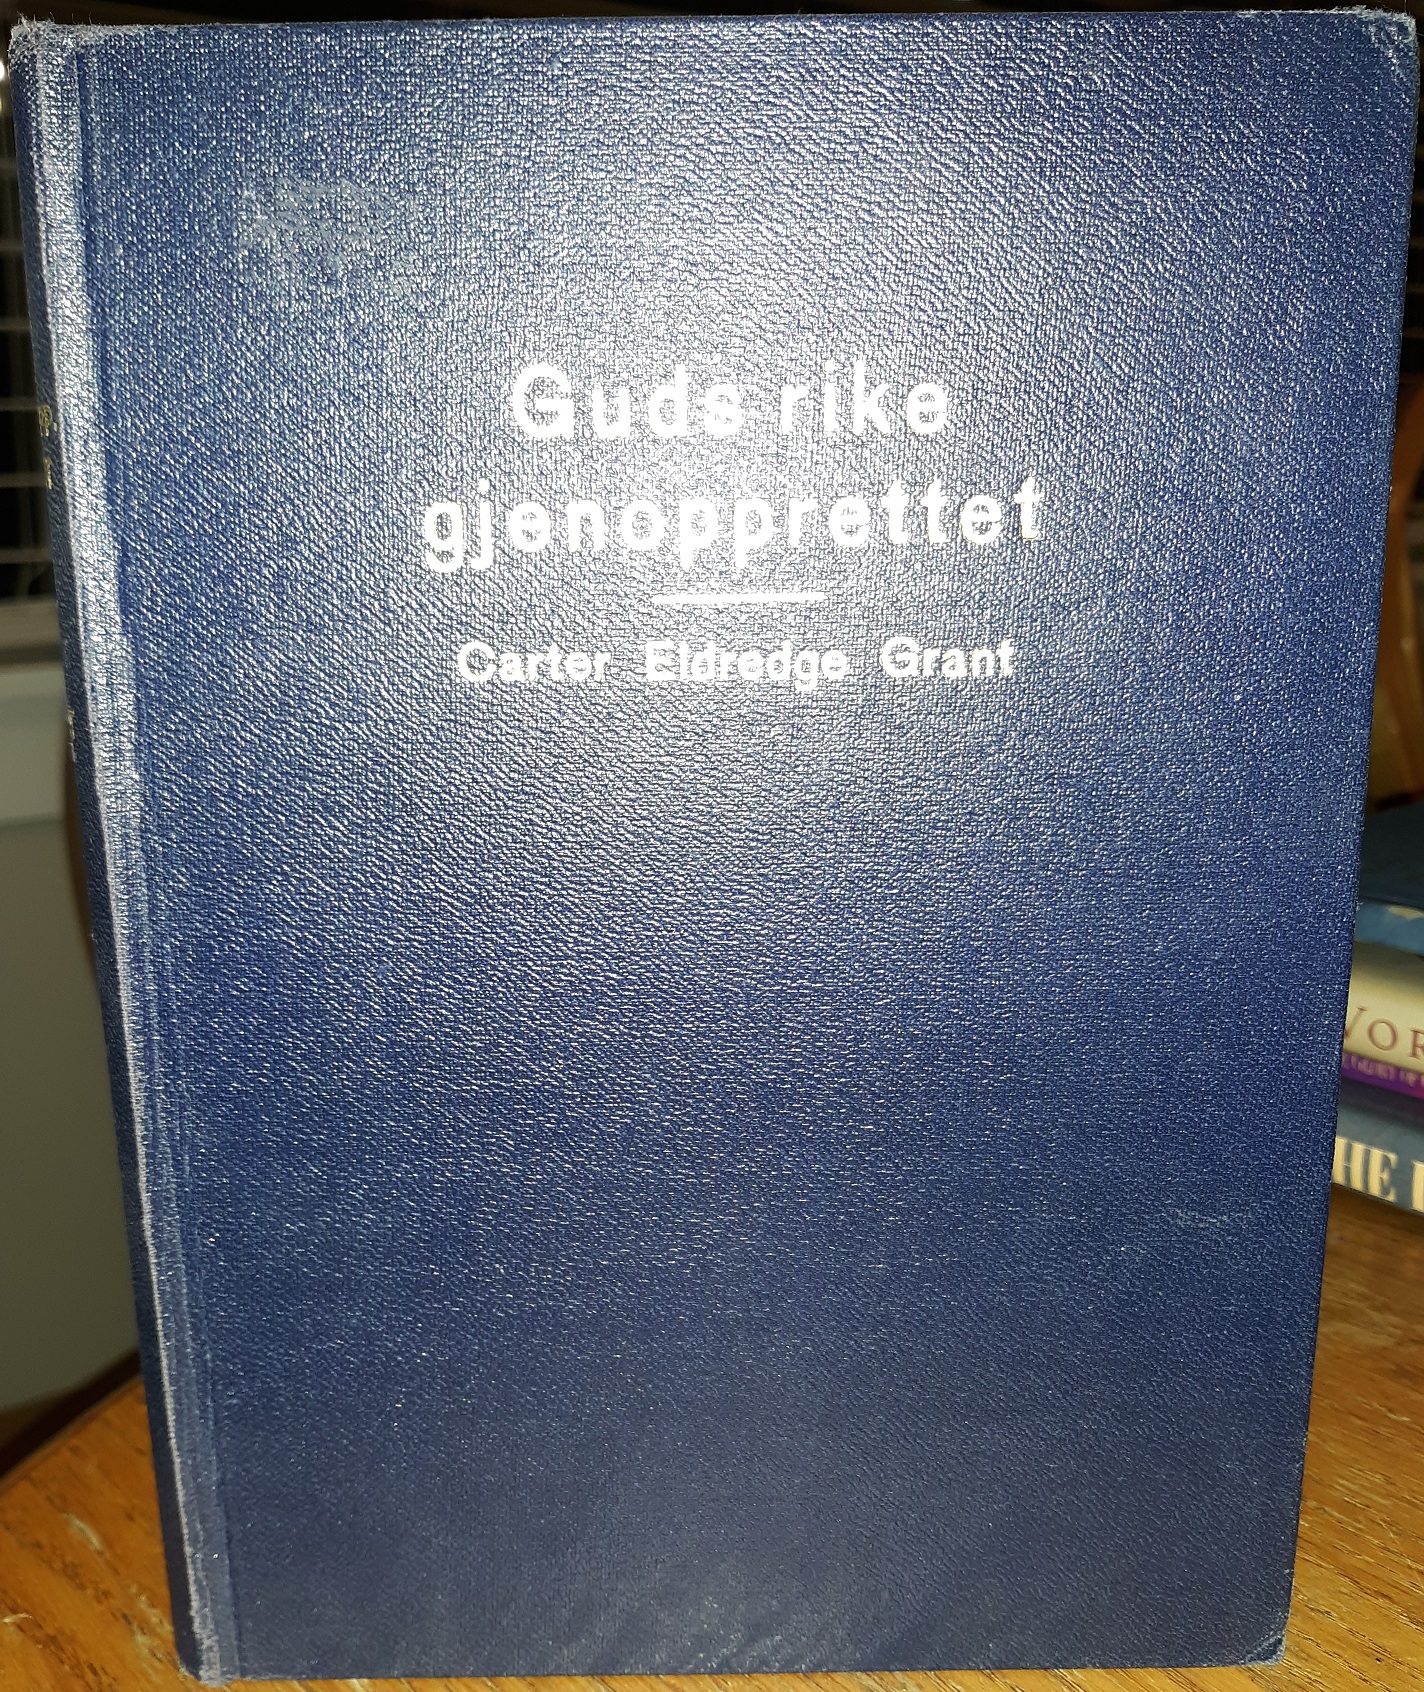 Guds rike
gjenopprettet
Carter Eldredge Grant